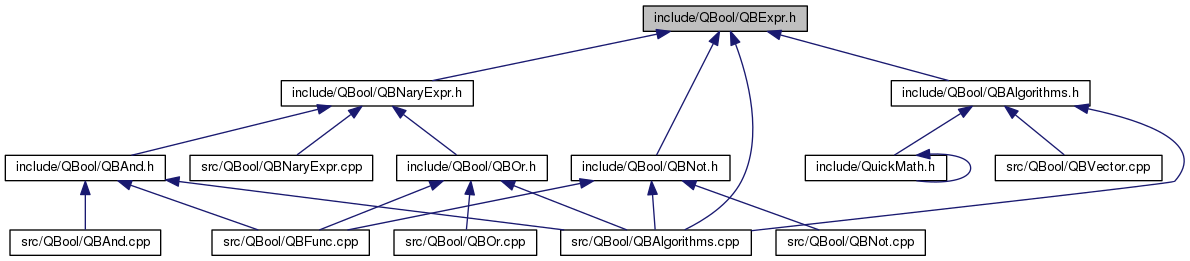 include/QBool/QBExpr.h
include/QBool/QBNaryExpr.h
include/QBool/QBAlgorithms.h
include/QBool/QBAnd.h
src/QBool/QBNaryExpr.cpp
include/QBool/QBOr.h
include/QBool/QBNot.h
include/QuickMath.h
src/QBool/QBVector.cpp
src/QBool/QBAnd.cpp
src/QBool/QBFunc.cpp
src/QBool/QBOr.cpp
src/QBool/QBAlgorithms.cpp
src/QBool/QBNot.cpp